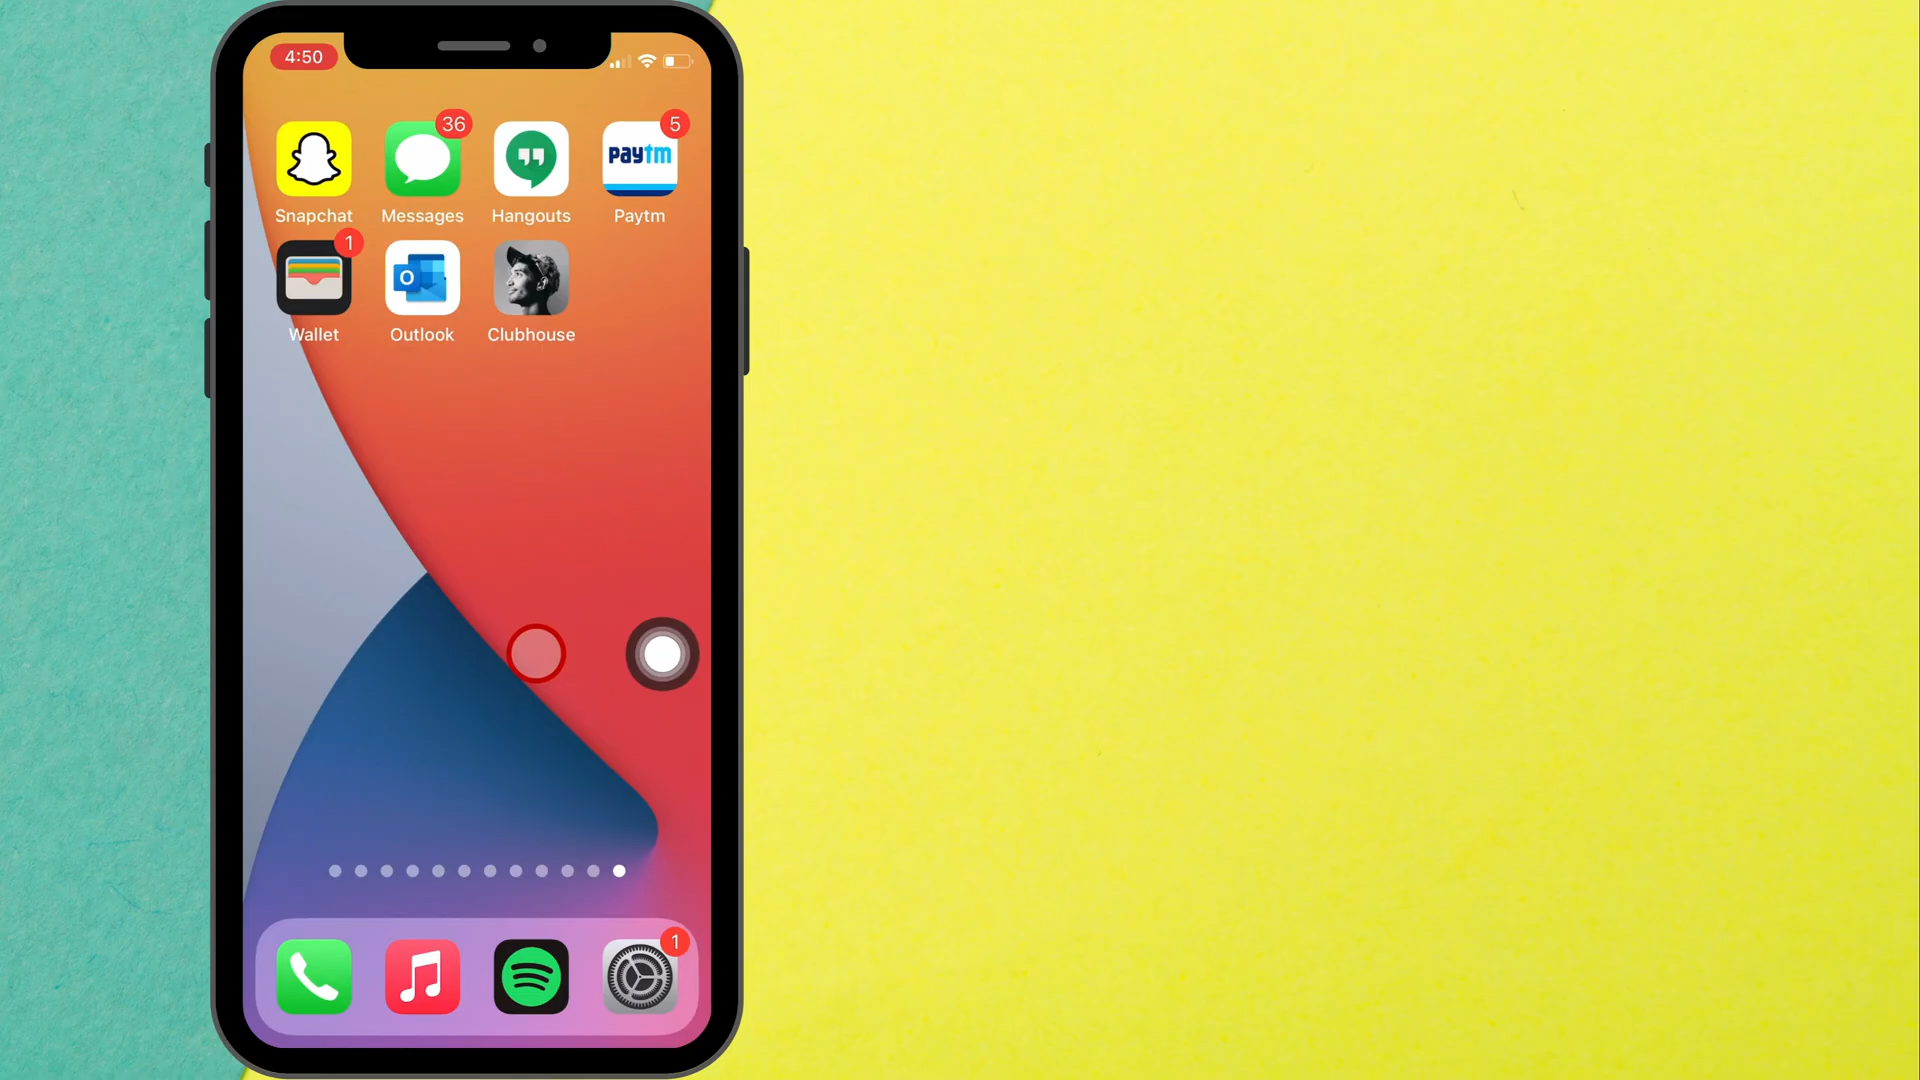 4:50
36
5
paytm
Snapchat
Messages
Hangouts
Paytm
1
O
Wallet
Outlook
Clubhouse
1